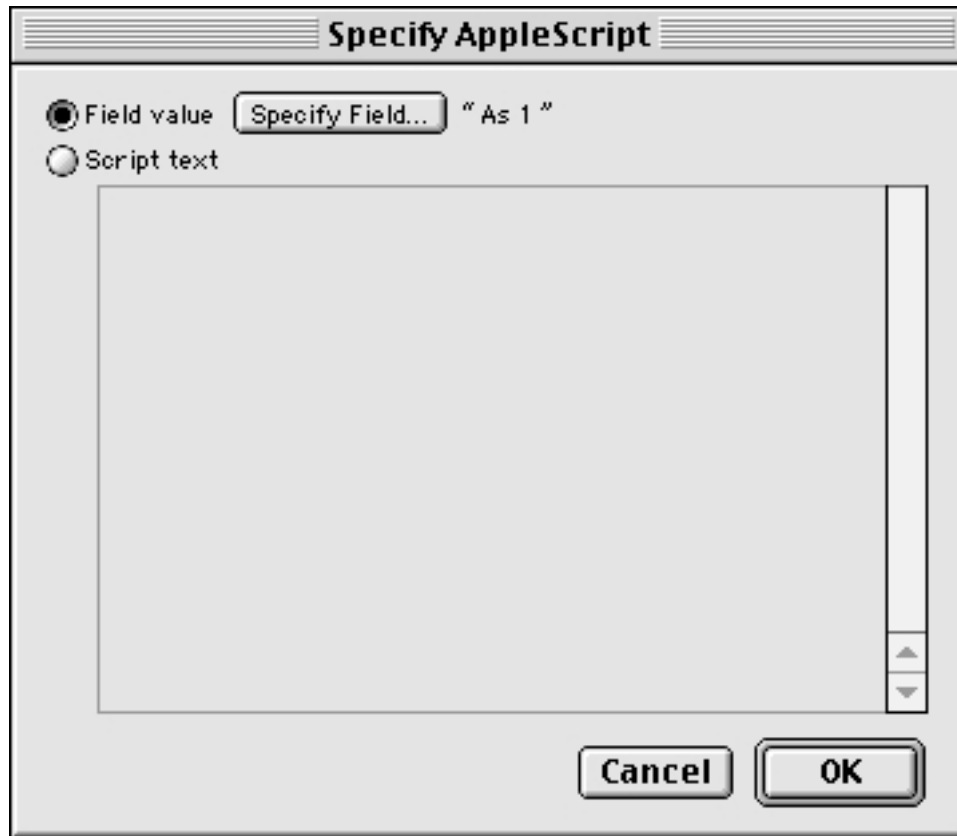 Specify AppleScript
Field value Specify Field... "As 1"
Script text
Cancel OK